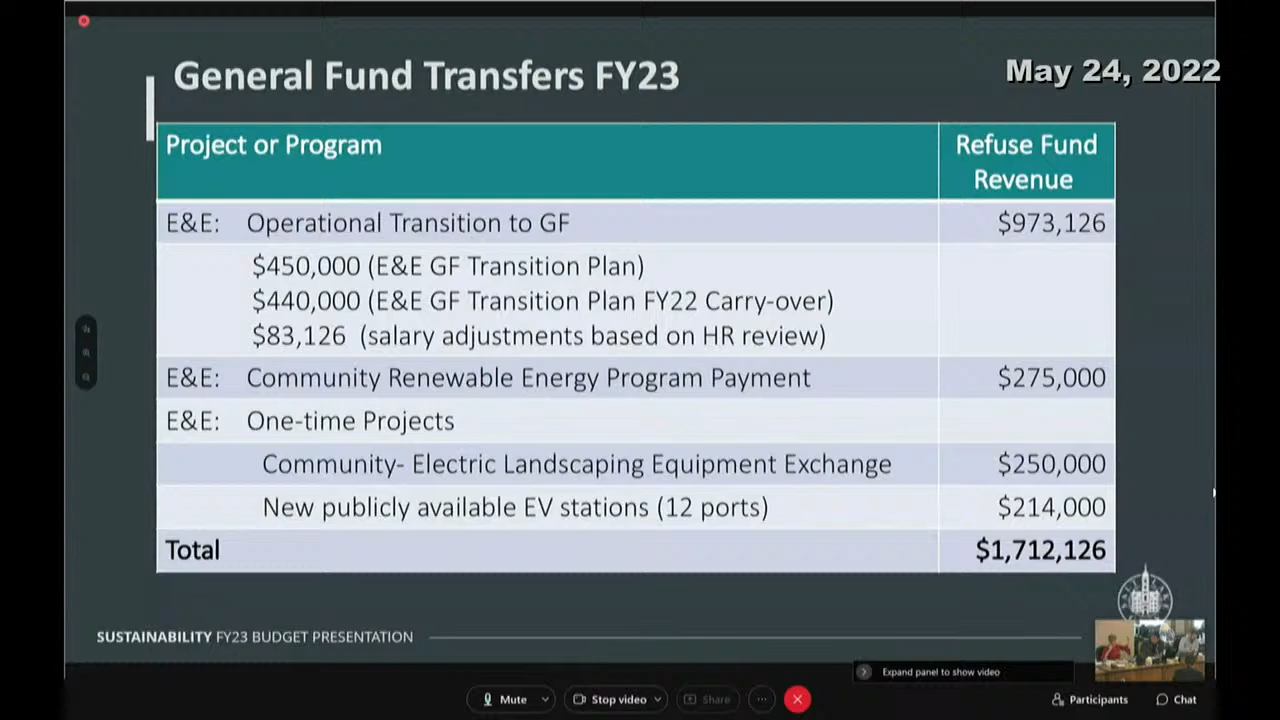 General Fund Transfers FY23
May 24, 2022
Project or Program
Refuse Fund
Revenue
E&E: Operational Transition to GF $973,126
$450,000 (E&E GF Transition Plan)
$440,000 (E&E GF Transition Plan FY22 Carry-over)
$83,126 (salary adjustments based on HR review)
E&E: Community Renewable Energy Program Payment $275,000
E&E: One-time Projects
Community- Electric Landscaping Equipment Exchange $250,000
New publicly available EV stations (12 ports) $214,000
Total $1,712,126
SUSTAINABILITY FY23 BUDGET PRESENTATION
Expand panel to show video
Mute
Stop video
Share
Participants
Chat